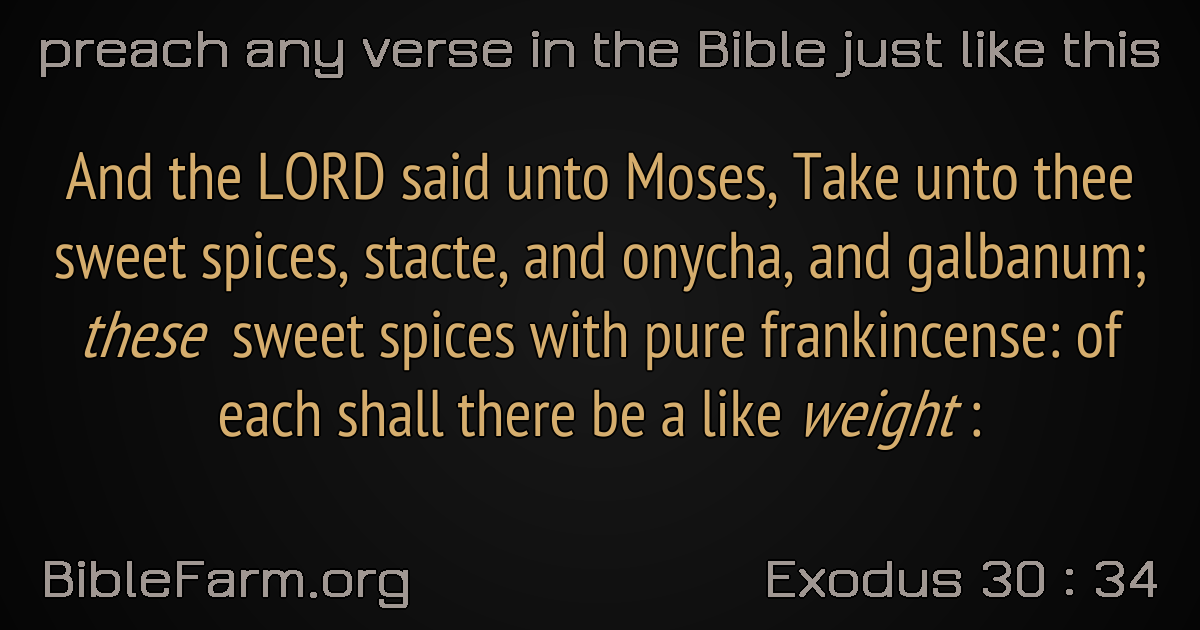 preach any verse in the Bible just like this
And the LORD said unto Moses, Take unto thee
sweet spices, stacte, and onycha, and galbanum;
these sweet spices with pure frankincense: of
each shall there be a like weight :
BibleFarm.org
Exodus 30 : 34